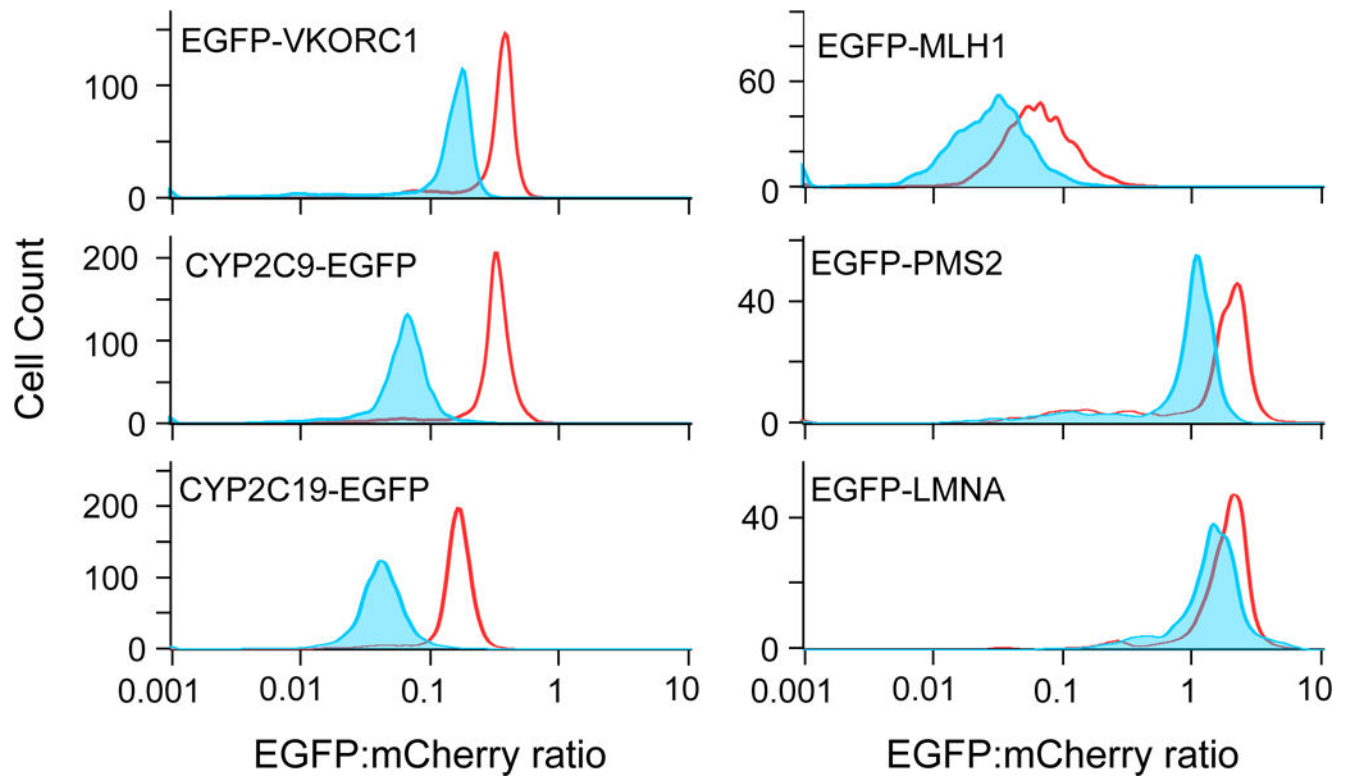 EGFP-VKORC1
100
0
CYP2C9-EGFP
200
100
0
CYP2C19-EGFP
200
100
0
0.001 0.01 0.1 1 10
EGFP:mCherry ratio
Cell Count
EGFP-MLH1
60
0
EGFP-PMS2
40
0
EGFP-LMNA
40
0
0.001 0.01 0.1 1 10
EGFP:mCherry ratio